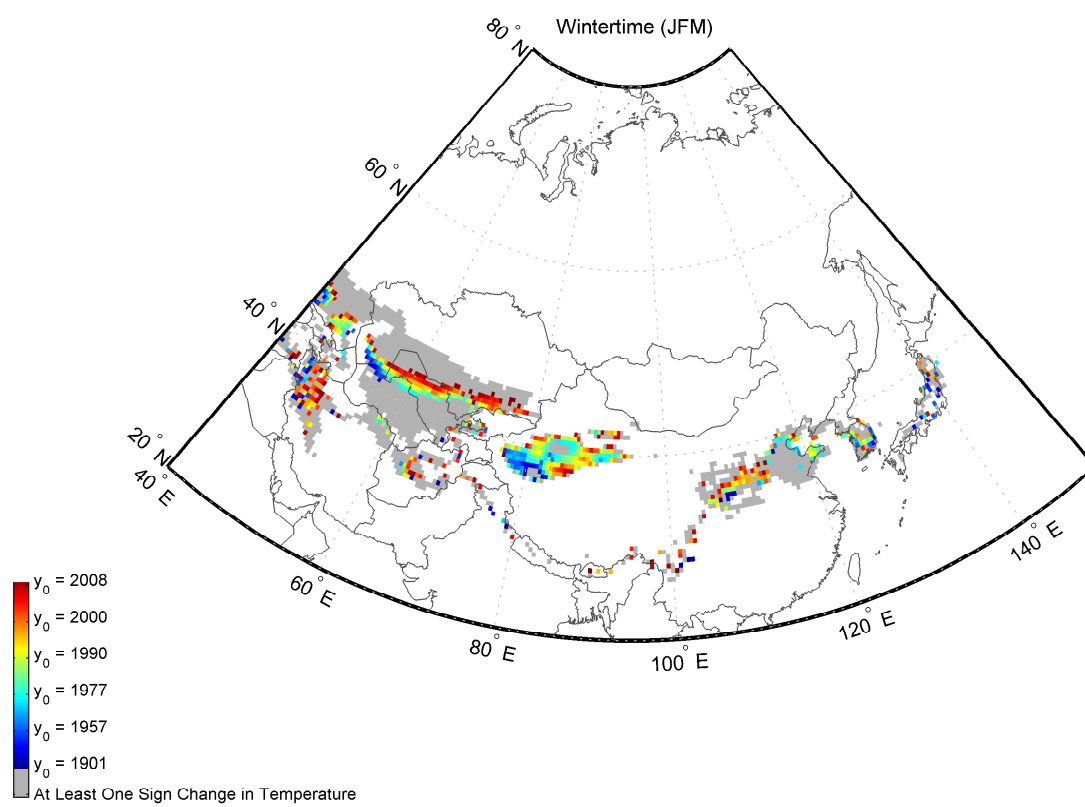 Wintertime (JFM)
80° N
60° N
40° N
20° N
40° E
60° E
80° E
100° E
120° E
140° E
y0 = 2008
y0 = 2000
y0 = 1990
y0 = 1977
y0 = 1957
y0 = 1901
At Least One Sign Change in Temperature